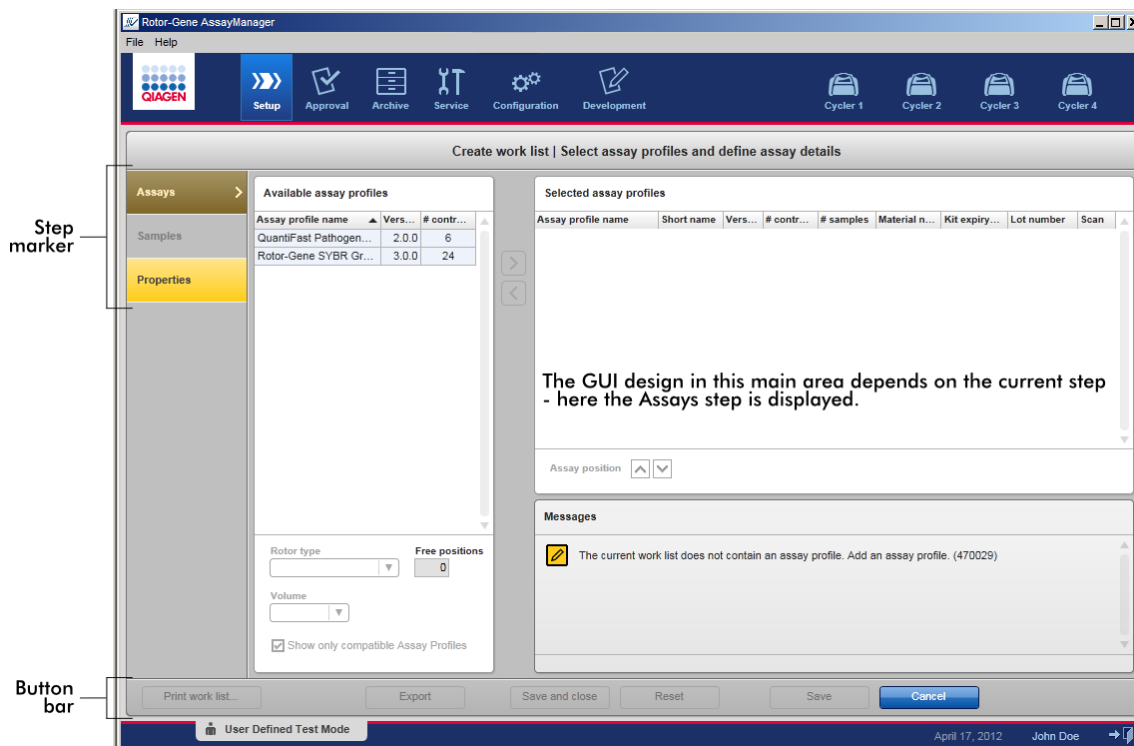 Rotor-Gene AssayManager
File Help
QIAGEN
Setup
Approval
Archive
Service
Configuration
Development
Cycler 1
Cycler 2
Cycler 3
Cycler 4
Create work list | Select assay profiles and define assay details
Step
marker
Assays
Samples
Properties
Available assay profiles
Assay profile name Vers... # contr...
QuantiFast Pathogen... 2.0.0 6
Rotor-Gene SYBR Gr... 3.0.0 24
Rotor type
Free positions
0
Volume
Show only compatible Assay Profiles
Selected assay profiles
Assay profile name Short name Vers... # contr... # samples Material n... Kit expiry... Lot number Scan
The GUI design in this main area depends on the current step
- here the Assays step is displayed.
Assay position
Messages
The current work list does not contain an assay profile. Add an assay profile. (470029)
Button
bar
Print work list... Export Save and close Reset Save Cancel
User Defined Test Mode
April 17, 2012 John Doe